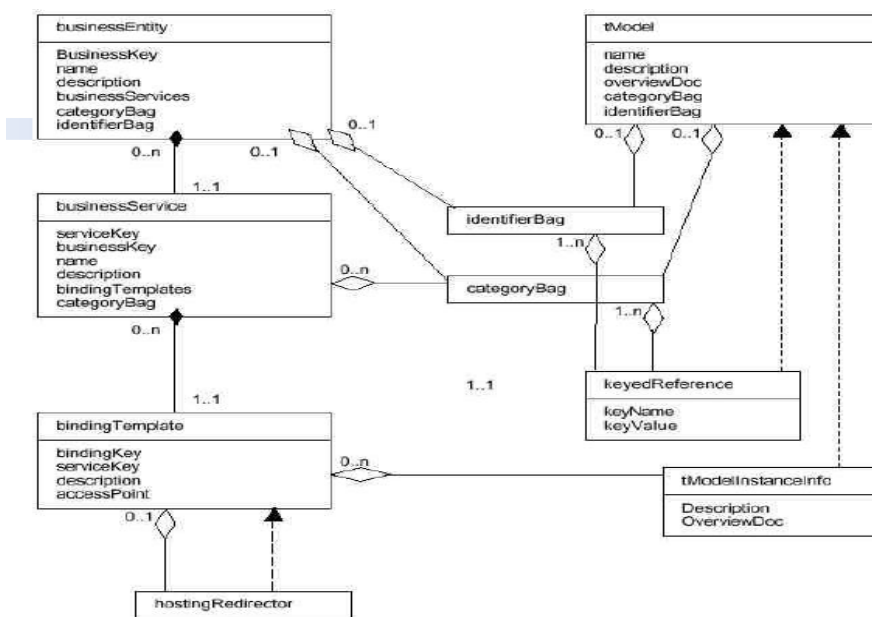 businessEntity
BusinessKey
name
description
businessServices
categoryBag
identifierBag
tModel
name
description
overviewDoc
categoryBag
identifierBag
0..n
0..1
0..1
0..1
0..1
1..1
businessService
serviceKey
businessKey
name
description
bindingTemplates
categoryBag
identifierBag
1..n
0..n
categoryBag
1..n
0..n
1..1
1..1
keyedReference
keyName
keyValue
bindingTemplate
bindingKey
serviceKey
description
accessPoint
0..n
tModelInstanceInfo
Description
OverviewDoc
0..1
hostingRedirector